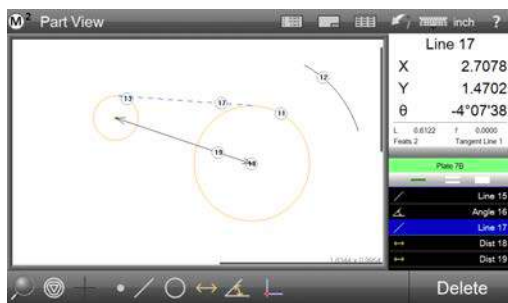 M² Part View inch ?
Line 17
X 2.7078
Y 1.4702
θ -4°07'38
L 0.6122 f 0.0000
Feats 2 Tangent Line 1
Plate 7B
Line 15
Angle 16
Line 17
Dist 18
Dist 19
13
17
11
12
19
Delete